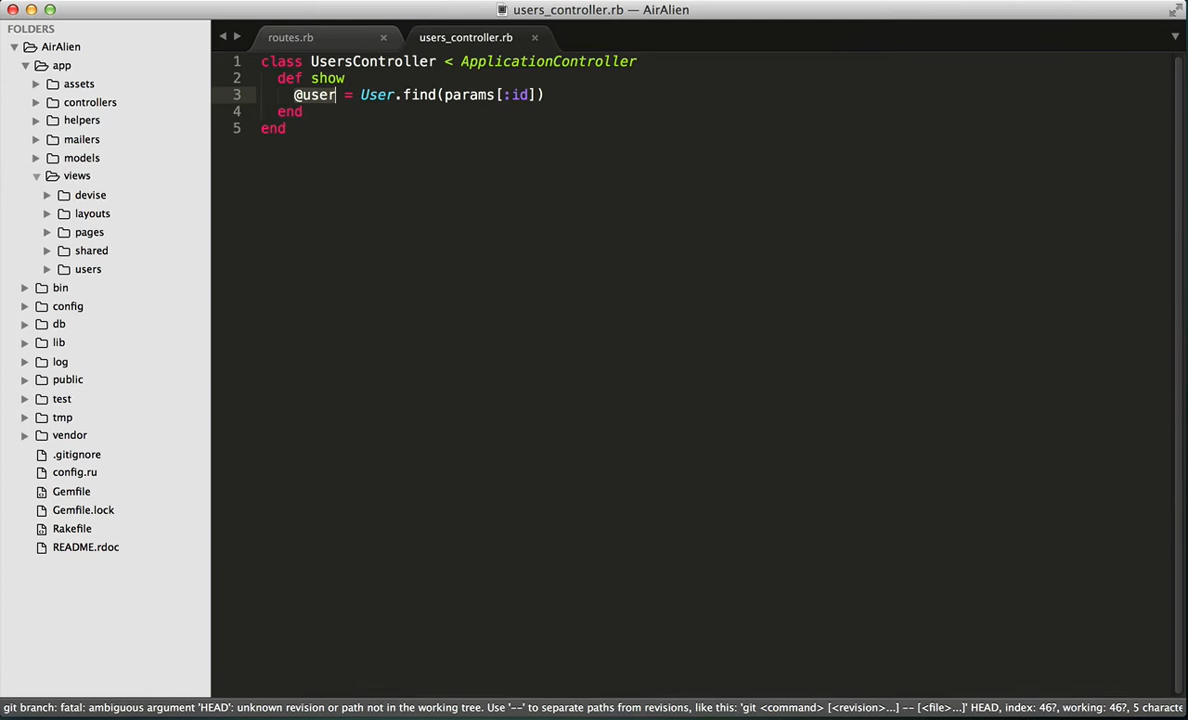 users_controller.rb — AirAlien
FOLDERS
AirAlien
app
assets
controllers
helpers
mailers
models
views
devise
layouts
pages
shared
users
bin
config
db
lib
log
public
test
tmp
vendor
.gitignore
config.ru
Gemfile
Gemfile.lock
Rakefile
README.rdoc
routes.rb
users_controller.rb
1 class UsersController < ApplicationController
2 def show
3 @user = User.find(params[:id])
4 end
5 end
git branch: fatal: ambiguous argument 'HEAD': unknown revision or path not in the working tree. Use '--' to separate paths from revisions, like this: 'git <command> [<revision>...] -- [<file>...]' HEAD, index: 46?, working: 46?, 5 characte